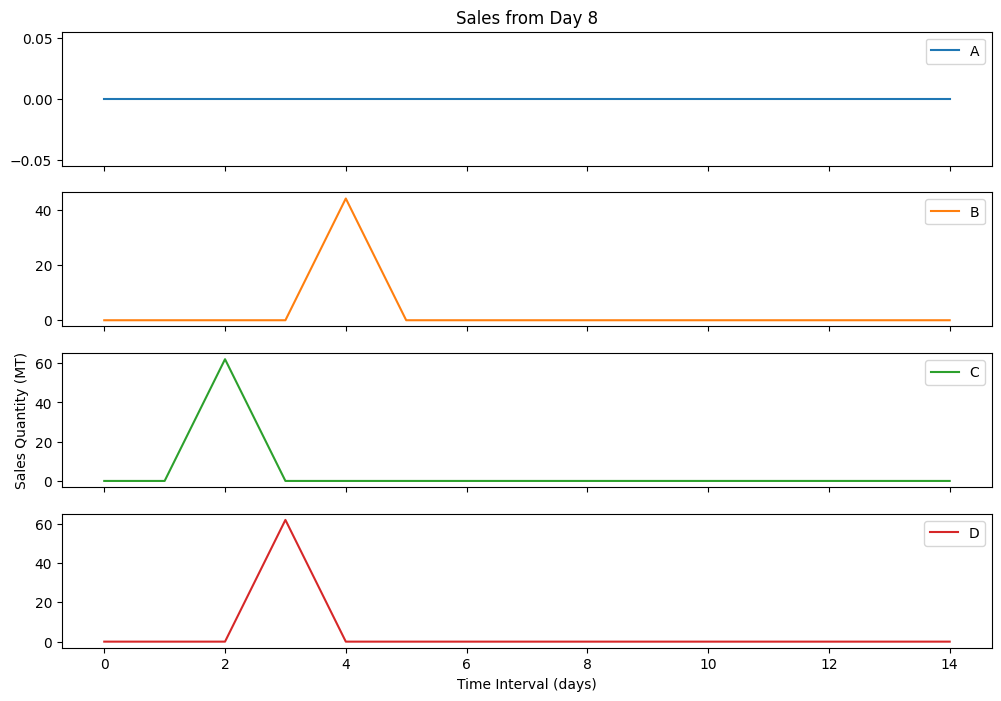 Sales from Day 8
0.05
0.00
−0.05
A
40
20
0
B
60
40
20
0
C
Sales Quantity (MT)
60
40
20
0
D
0 2 4 6 8 10 12 14
Time Interval (days)